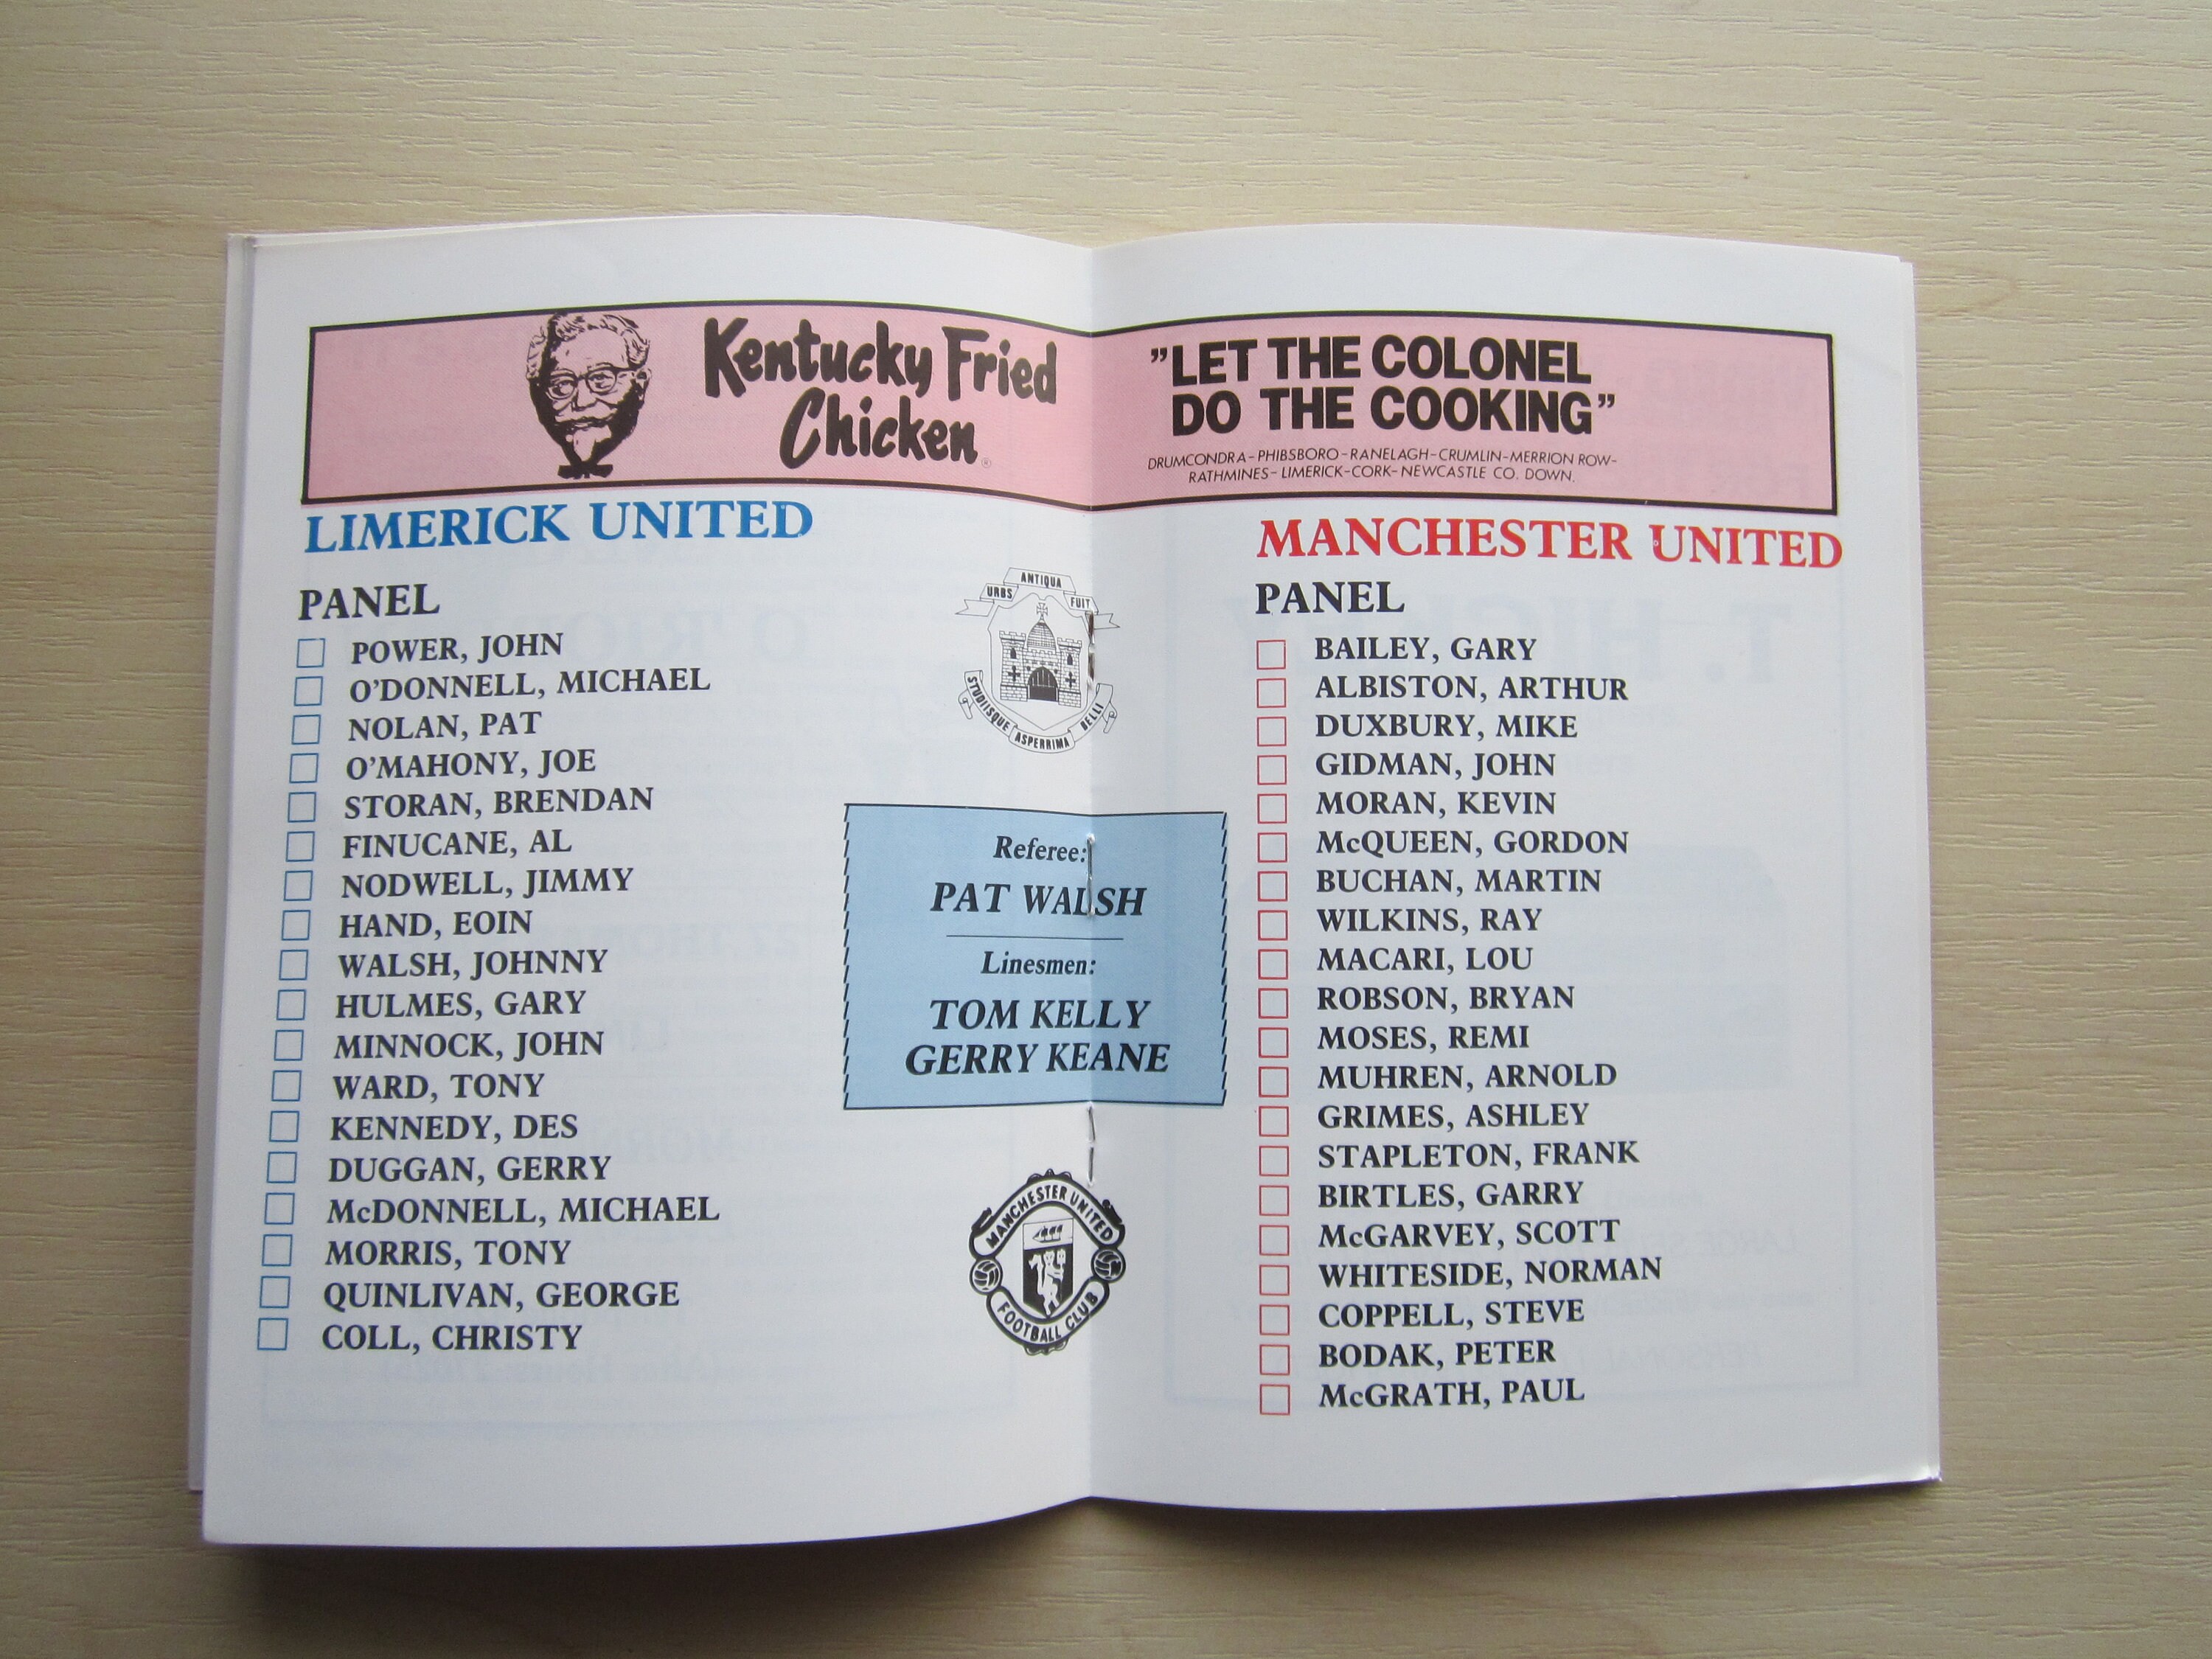 Kentucky Fried
Chicken®
"LET THE COLONEL
DO THE COOKING"
DRUMCONDRA-PHIBSBORO-RANELAGH-CRUMLIN-MERRION ROW-
RATHMINES-LIMERICK-CORK-NEWCASTLE CO. DOWN.
LIMERICK UNITED
PANEL
POWER, JOHN
O'DONNELL, MICHAEL
NOLAN, PAT
O'MAHONY, JOE
STORAN, BRENDAN
FINUCANE, AL
NODWELL, JIMMY
HAND, EOIN
WALSH, JOHNNY
HULMES, GARY
MINNOCK, JOHN
WARD, TONY
KENNEDY, DES
DUGGAN, GERRY
McDONNELL, MICHAEL
MORRIS, TONY
QUINLIVAN, GEORGE
COLL, CHRISTY
URBS ANTIQUA FUIT
STUDIISQUE ASPERRIMA BELLI
Referee:
PAT WALSH
Linesmen:
TOM KELLY
GERRY KEANE
MANCHESTER UNITED
FOOTBALL CLUB
MANCHESTER UNITED
PANEL
BAILEY, GARY
ALBISTON, ARTHUR
DUXBURY, MIKE
GIDMAN, JOHN
MORAN, KEVIN
McQUEEN, GORDON
BUCHAN, MARTIN
WILKINS, RAY
MACARI, LOU
ROBSON, BRYAN
MOSES, REMI
MUHREN, ARNOLD
GRIMES, ASHLEY
STAPLETON, FRANK
BIRTLES, GARRY
McGARVEY, SCOTT
WHITESIDE, NORMAN
COPPELL, STEVE
BODAK, PETER
McGRATH, PAUL